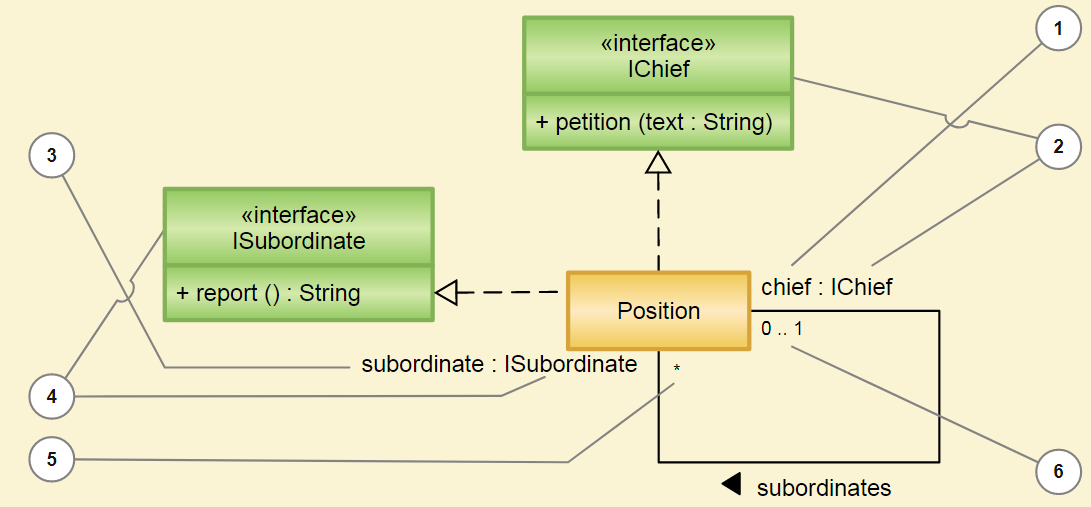 1
«interface»
IChief
+ petition (text : String)
2
3
«interface»
ISubordinate
+ report () : String
chief : IChief
Position
0 .. 1
subordinate : ISubordinate
*
4
5
6
subordinates